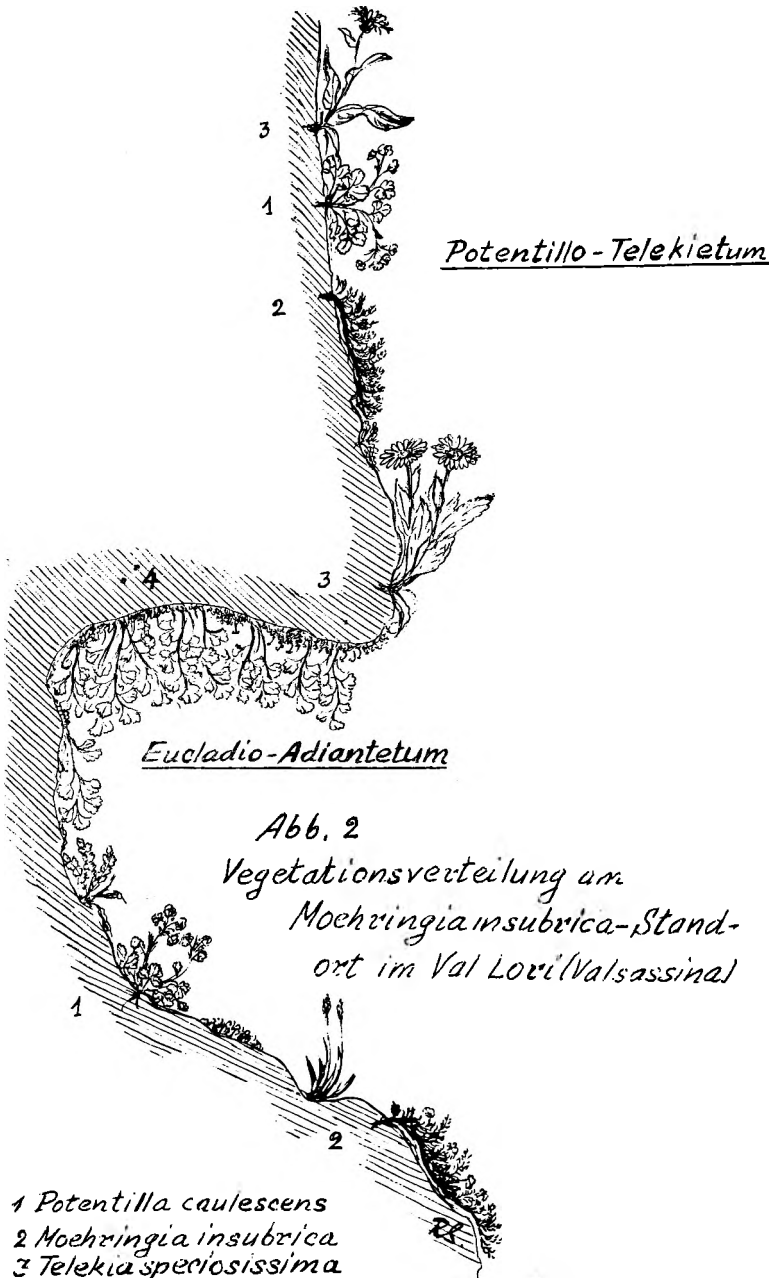 3
1
Potentillo-Telekietum
2
3
4
Eucladio-Adiantetum
Abb. 2
Vegetationsverteilung am
Moehringia insubrica-Stand-
ort im Val Lori (Valsassina)
1
2
1 Potentilla caulescens
2 Moehringia insubrica
3 Telekia speciosissima